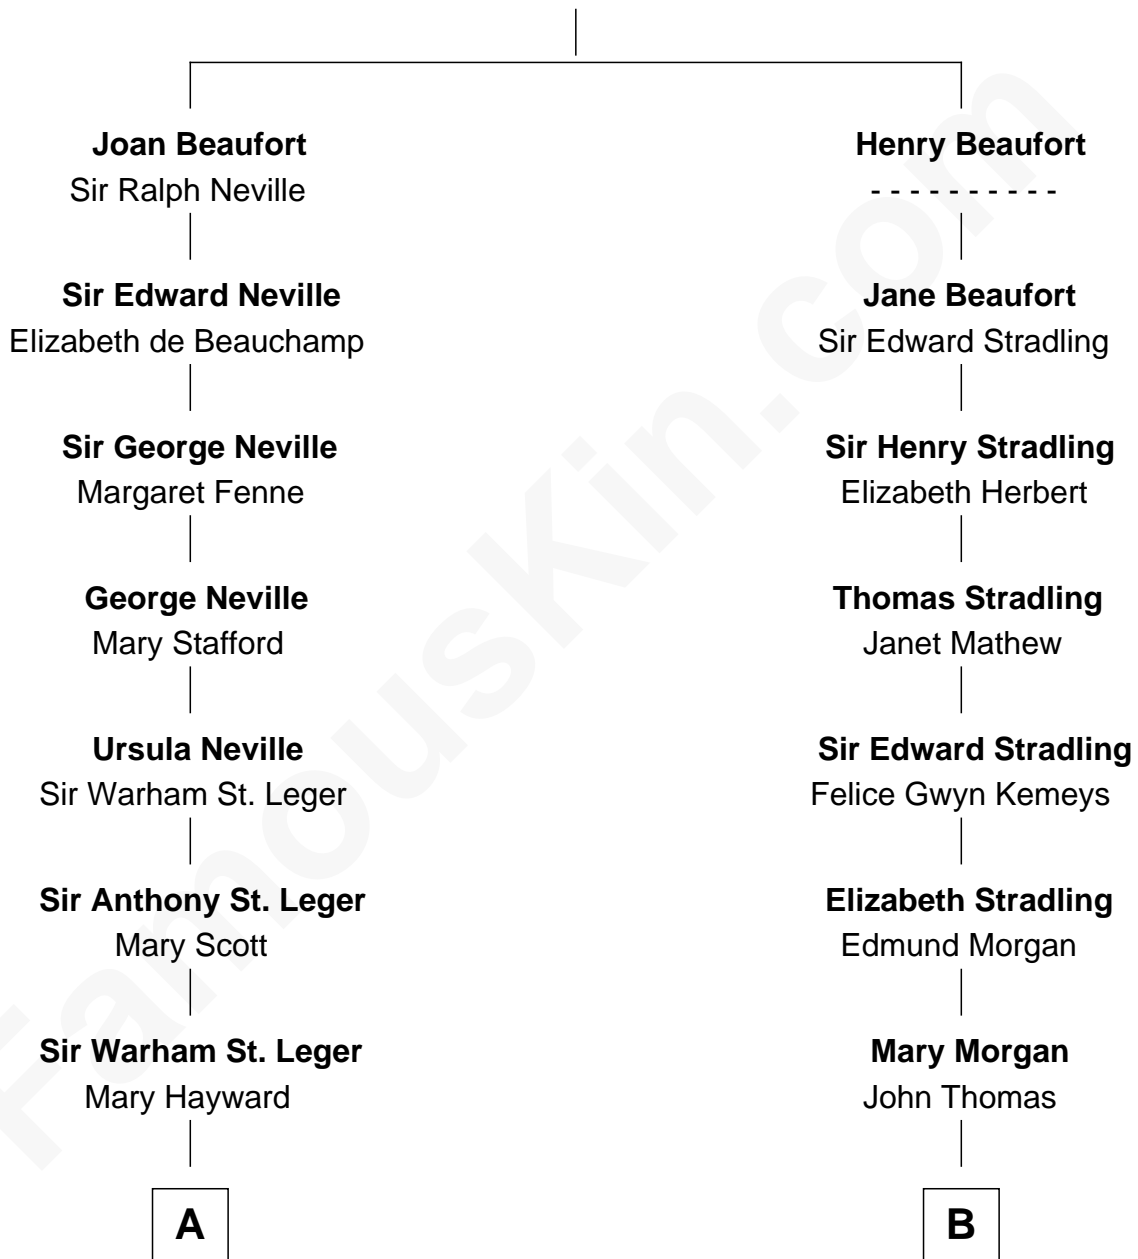 Joan Beaufort
Sir Ralph Neville
Henry Beaufort
- - - - - - - - - -
Sir Edward Neville
Elizabeth de Beauchamp
Jane Beaufort
Sir Edward Stradling
Sir George Neville
Margaret Fenne
Sir Henry Stradling
Elizabeth Herbert
George Neville
Mary Stafford
Thomas Stradling
Janet Mathew
Ursula Neville
Sir Warham St. Leger
Sir Edward Stradling
Felice Gwyn Kemeys
Sir Anthony St. Leger
Mary Scott
Elizabeth Stradling
Edmund Morgan
Sir Warham St. Leger
Mary Hayward
Mary Morgan
John Thomas
A
B
FamousKin.com